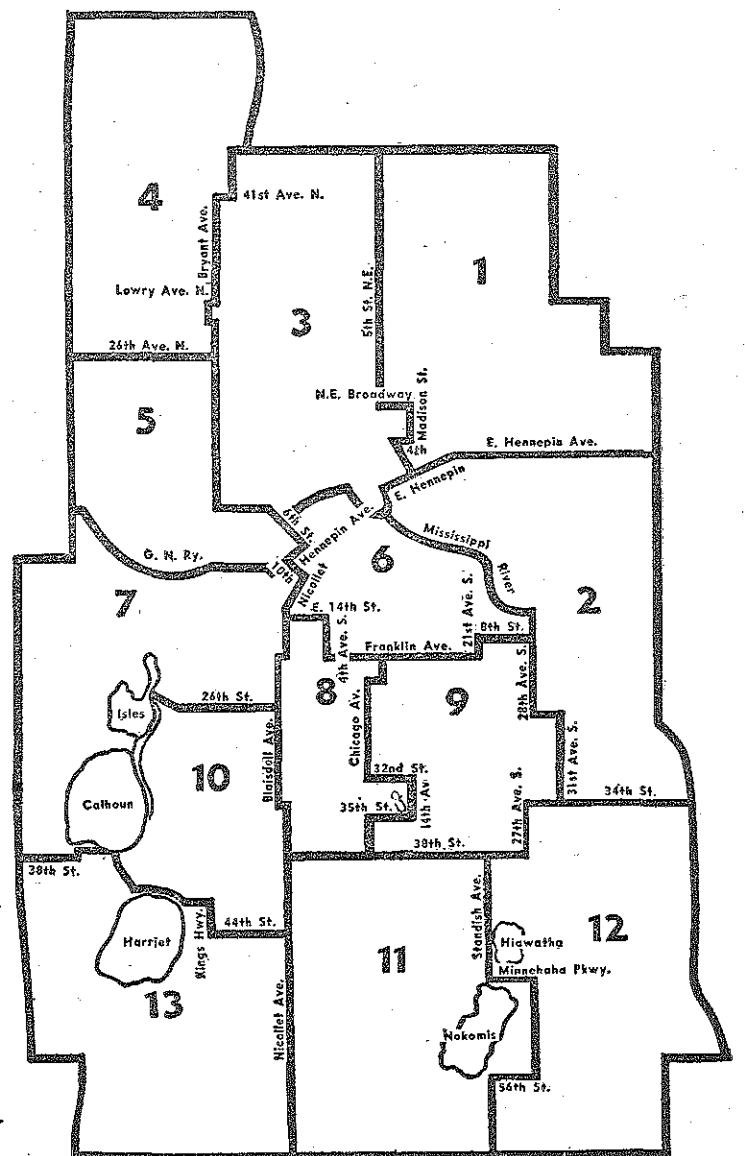 4
41st Ave. N.
Bryant Ave.
Lowry Ave. N.
26th Ave. N.
3
5th St. N.E.
1
N.E. Broadway
Madison St.
4th
E. Hennepin Ave.
E. Hennepin
5
6th St.
Hennepin Ave.
10th
Nicollet
G. N. Ry.
6
Mississippi
River
2
7
E. 14th St.
4th Ave. S.
Franklin Ave.
21st Ave. S.
8th St.
28th Ave. S.
31st Ave. S.
8
Chicago Av.
9
26th St.
Isles
Blaisdell Ave.
10
Calhoun
32nd St.
35th St.
14th Av
27th Ave. S.
34th St.
38th St.
38th St.
Harriet
Kings Hwy.
44th St.
13
Nicollet Ave.
11
Standish Ave.
Hiawatha
12
Minnehaha Pkwy.
Nokomis
56th St.